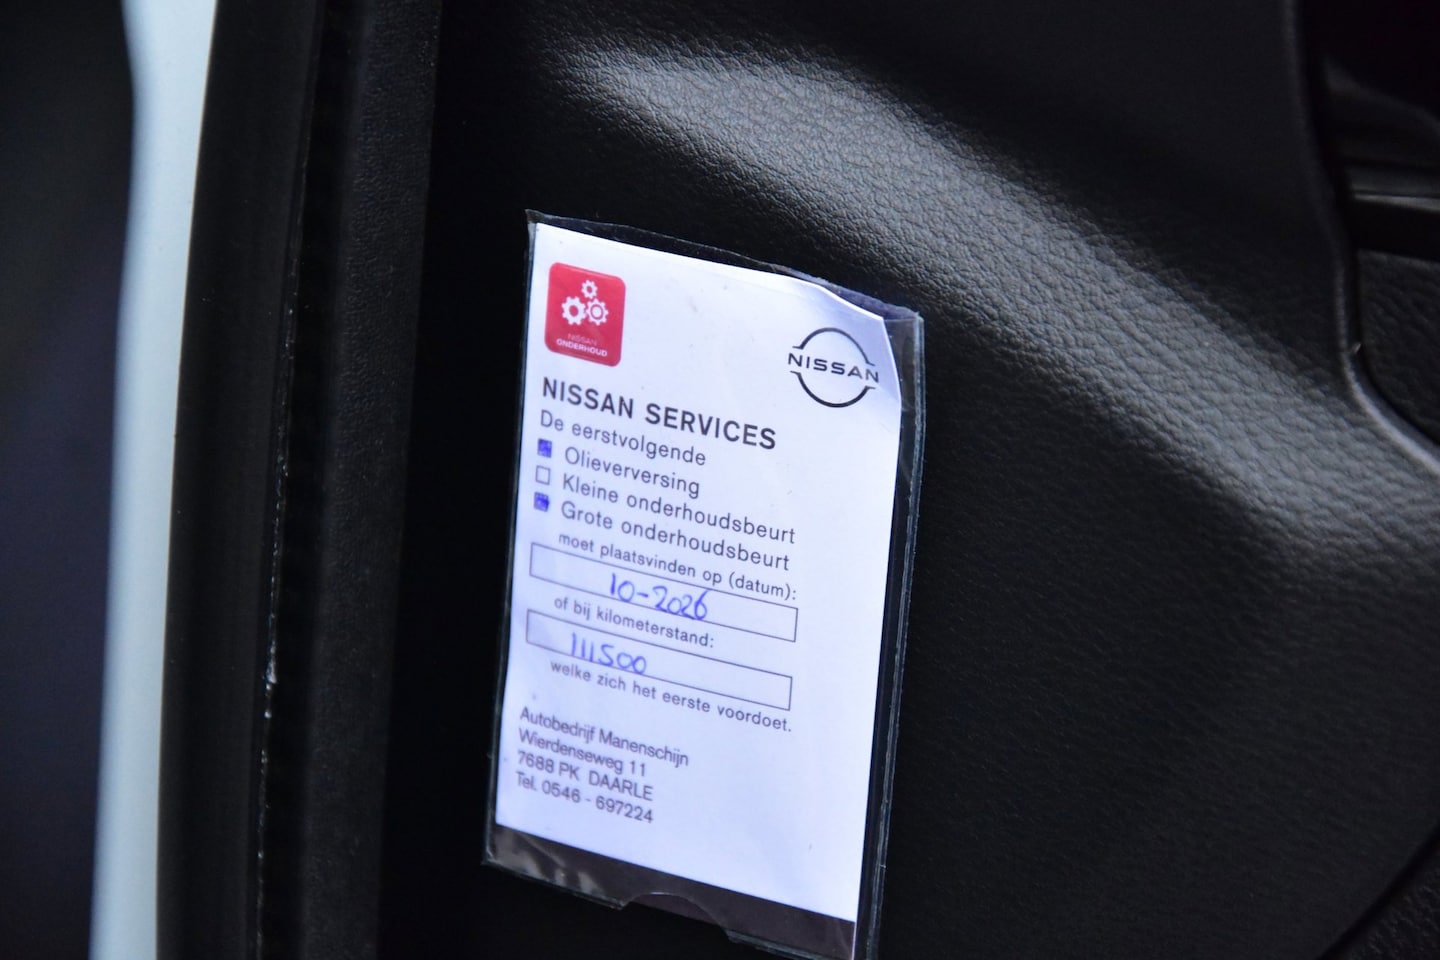 NISSAN
ONDERHOUD
NISSAN
NISSAN SERVICES
De eerstvolgende
Olieverversing
Kleine onderhoudsbeurt
Grote onderhoudsbeurt
moet plaatsvinden op (datum):
10-2026
of bij kilometerstand:
111500
welke zich het eerste voordoet.
Autobedrijf Manenschijn
Wierdenseweg 11
7688 PK DAARLE
Tel. 0546 - 697224